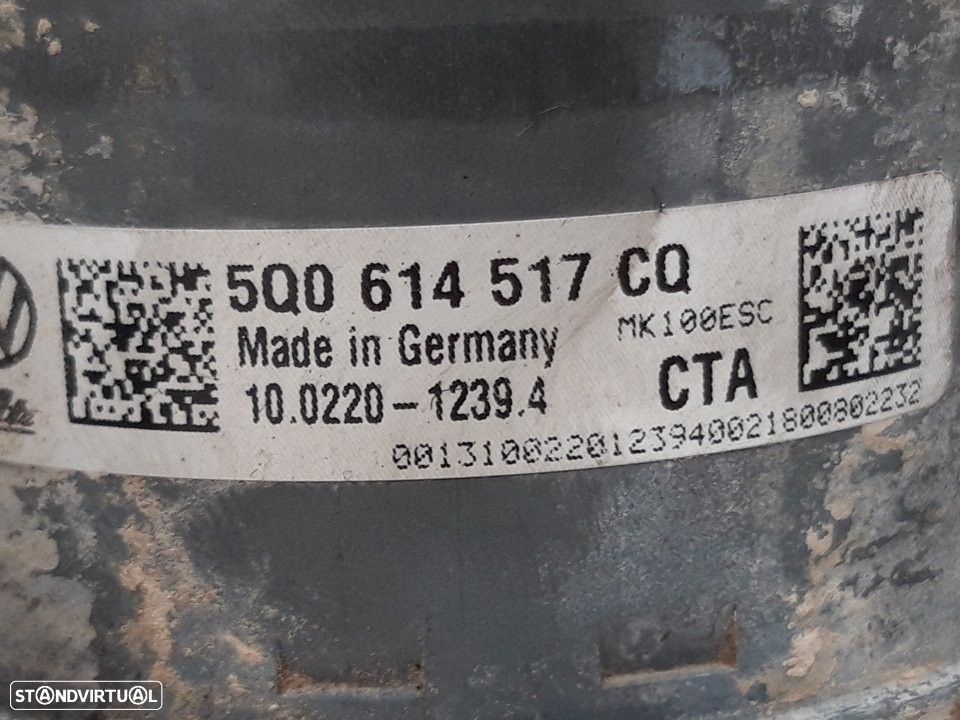 5Q0 614 517 CQ
Made in Germany
MK100ESC
10.0220-1239.4
CTA
0013100220123940021800802232
STANDVIRTUAL